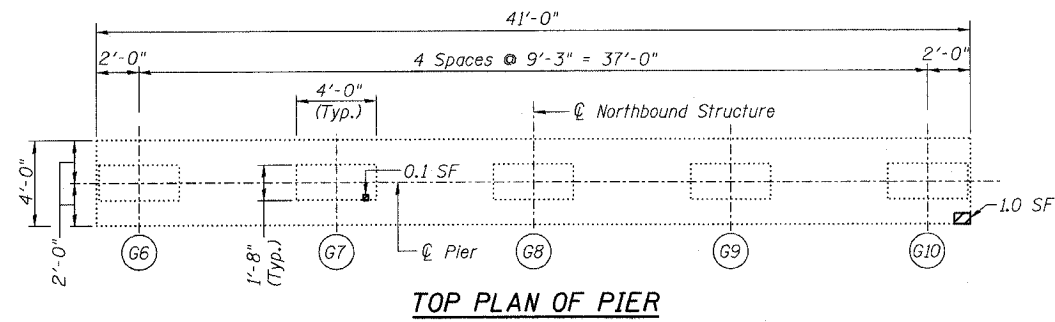 41'-0"
2'-0"
4 Spaces @ 9'-3" = 37'-0"
2'-0"
4'-0"
(Typ.)
℄ Northbound Structure
4'-0"
2'-0"
1'-8"
(Typ.)
0.1 SF
1.0 SF
℄ Pier
G6
G7
G8
G9
G10
TOP PLAN OF PIER